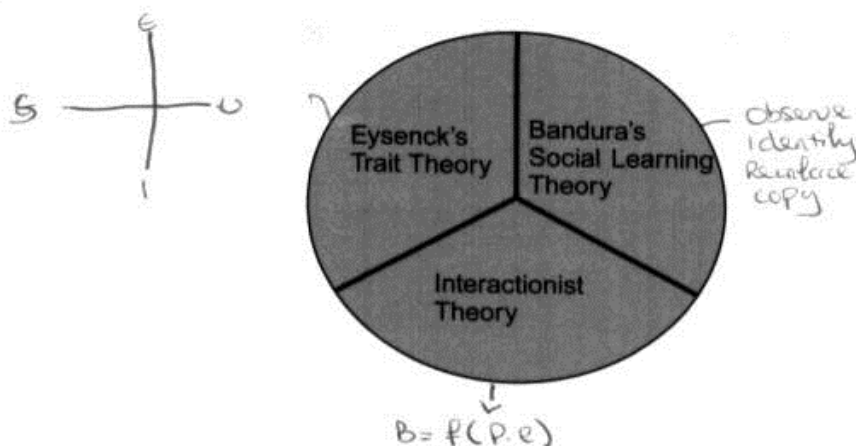 E
S
U
I
Eysenck's
Trait Theory
Bandura's
Social Learning
Theory
Observe
identify
Reinforce
copy
Interactionist
Theory
B = f(P.e)